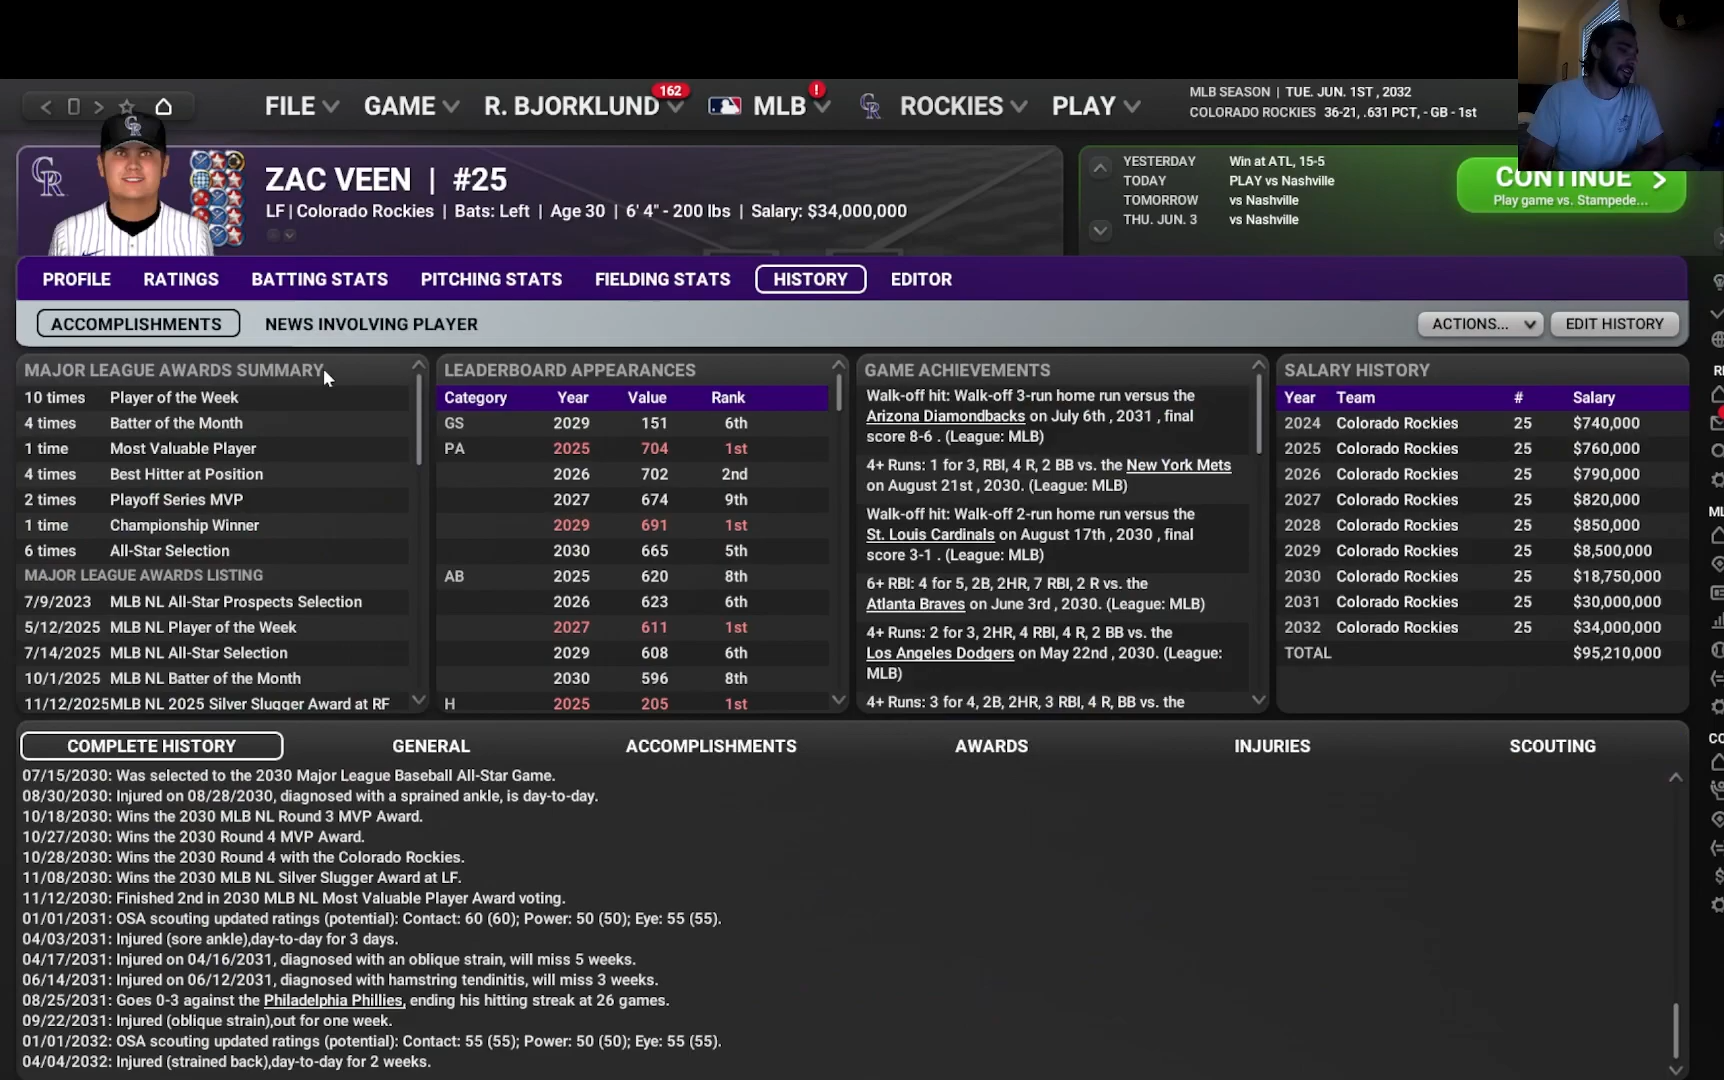 FILE GAME R. BJORKLUND 162 MLB ! ROCKIES PLAY
MLB SEASON | TUE. JUN. 1ST , 2032
COLORADO ROCKIES 36-21, .631 PCT, - GB - 1st
ZAC VEEN | #25
LF | Colorado Rockies | Bats: Left | Age 30 | 6' 4" - 200 lbs | Salary: $34,000,000
YESTERDAY Win at ATL, 15-5
TODAY PLAY vs Nashville
TOMORROW vs Nashville
THU. JUN. 3 vs Nashville
CONTINUE >
Play game vs. Stampede...
PROFILE RATINGS BATTING STATS PITCHING STATS FIELDING STATS HISTORY EDITOR
ACCOMPLISHMENTS NEWS INVOLVING PLAYER ACTIONS... EDIT HISTORY
MAJOR LEAGUE AWARDS SUMMARY
10 times Player of the Week
4 times Batter of the Month
1 time Most Valuable Player
4 times Best Hitter at Position
2 times Playoff Series MVP
1 time Championship Winner
6 times All-Star Selection
MAJOR LEAGUE AWARDS LISTING
7/9/2023 MLB NL All-Star Prospects Selection
5/12/2025 MLB NL Player of the Week
7/14/2025 MLB NL All-Star Selection
10/1/2025 MLB NL Batter of the Month
11/12/2025 MLB NL 2025 Silver Slugger Award at RF
LEADERBOARD APPEARANCES
Category Year Value Rank
GS 2029 151 6th
PA 2025 704 1st
2026 702 2nd
2027 674 9th
2029 691 1st
2030 665 5th
AB 2025 620 8th
2026 623 6th
2027 611 1st
2029 608 6th
2030 596 8th
H 2025 205 1st
GAME ACHIEVEMENTS
Walk-off hit: Walk-off 3-run home run versus the
Arizona Diamondbacks on July 6th , 2031 , final
score 8-6 . (League: MLB)
4+ Runs: 1 for 3, RBI, 4 R, 2 BB vs. the New York Mets
on August 21st , 2030. (League: MLB)
Walk-off hit: Walk-off 2-run home run versus the
St. Louis Cardinals on August 17th , 2030 , final
score 3-1 . (League: MLB)
6+ RBI: 4 for 5, 2B, 2HR, 7 RBI, 2 R vs. the
Atlanta Braves on June 3rd , 2030. (League: MLB)
4+ Runs: 2 for 3, 2HR, 4 RBI, 4 R, 2 BB vs. the
Los Angeles Dodgers on May 22nd , 2030. (League:
MLB)
4+ Runs: 3 for 4, 2B, 2HR, 3 RBI, 4 R, BB vs. the
SALARY HISTORY
Year Team # Salary
2024 Colorado Rockies 25 $740,000
2025 Colorado Rockies 25 $760,000
2026 Colorado Rockies 25 $790,000
2027 Colorado Rockies 25 $820,000
2028 Colorado Rockies 25 $850,000
2029 Colorado Rockies 25 $8,500,000
2030 Colorado Rockies 25 $18,750,000
2031 Colorado Rockies 25 $30,000,000
2032 Colorado Rockies 25 $34,000,000
TOTAL $95,210,000
COMPLETE HISTORY GENERAL ACCOMPLISHMENTS AWARDS INJURIES SCOUTING
07/15/2030: Was selected to the 2030 Major League Baseball All-Star Game.
08/30/2030: Injured on 08/28/2030, diagnosed with a sprained ankle, is day-to-day.
10/18/2030: Wins the 2030 MLB NL Round 3 MVP Award.
10/27/2030: Wins the 2030 Round 4 MVP Award.
10/28/2030: Wins the 2030 Round 4 with the Colorado Rockies.
11/08/2030: Wins the 2030 MLB NL Silver Slugger Award at LF.
11/12/2030: Finished 2nd in 2030 MLB NL Most Valuable Player Award voting.
01/01/2031: OSA scouting updated ratings (potential): Contact: 60 (60); Power: 50 (50); Eye: 55 (55).
04/03/2031: Injured (sore ankle),day-to-day for 3 days.
04/17/2031: Injured on 04/16/2031, diagnosed with an oblique strain, will miss 5 weeks.
06/14/2031: Injured on 06/12/2031, diagnosed with hamstring tendinitis, will miss 3 weeks.
08/25/2031: Goes 0-3 against the Philadelphia Phillies, ending his hitting streak at 26 games.
09/22/2031: Injured (oblique strain),out for one week.
01/01/2032: OSA scouting updated ratings (potential): Contact: 55 (55); Power: 50 (50); Eye: 55 (55).
04/04/2032: Injured (strained back),day-to-day for 2 weeks.